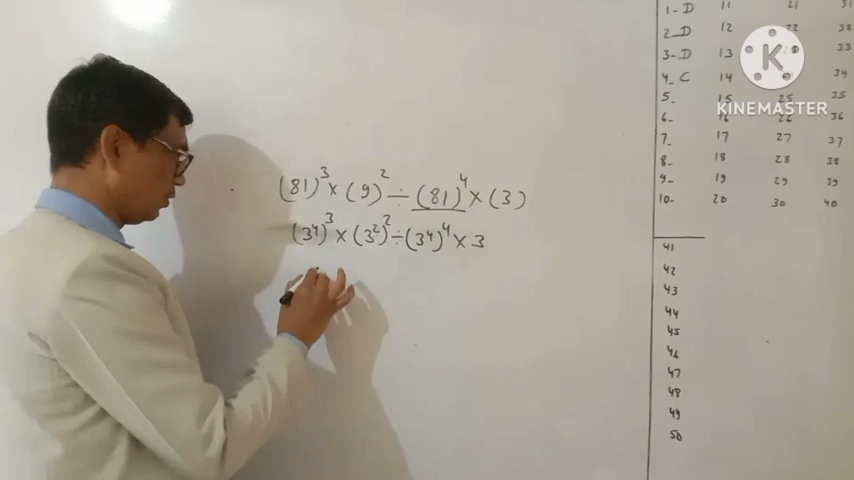 (81)³ × (9)² ÷ (81)⁴ × (3)
(3⁴)³ × (3²)² ÷ (3⁴)⁴ × 3
1-D 11 21 31
2-D 12 22 32
3-D 13 33
4-C 14 34
5- 15 25 35
6- 16 26 36
7- 17 27 37
8- 18 28 38
9- 19 29 39
10- 20 30 40
41
42
43
44
45
46
47
48
49
50
K
KINEMASTER